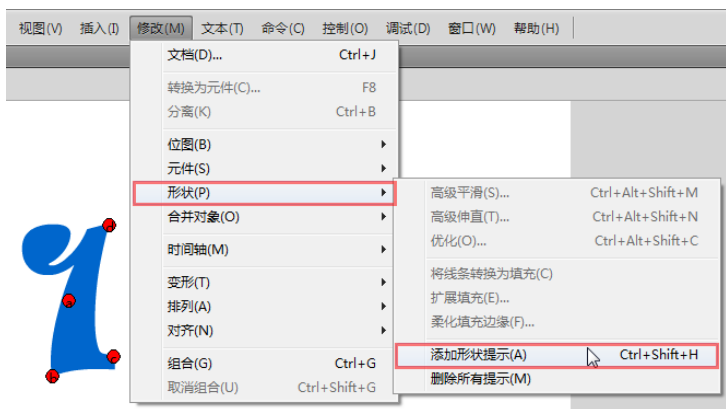 视图(V) 插入(I) 修改(M) 文本(T) 命令(C) 控制(O) 调试(D) 窗口(W) 帮助(H)
文档(D)... Ctrl+J
转换为元件(C)... F8
分离(K) Ctrl+B
位图(B)
元件(S)
形状(P)
合并对象(O)
时间轴(M)
变形(T)
排列(A)
对齐(N)
组合(G) Ctrl+G
取消组合(U) Ctrl+Shift+G
高级平滑(S)... Ctrl+Alt+Shift+M
高级伸直(T)... Ctrl+Alt+Shift+N
优化(O)... Ctrl+Alt+Shift+C
将线条转换为填充(C)
扩展填充(E)...
柔化填充边缘(F)...
添加形状提示(A) Ctrl+Shift+H
删除所有提示(M)